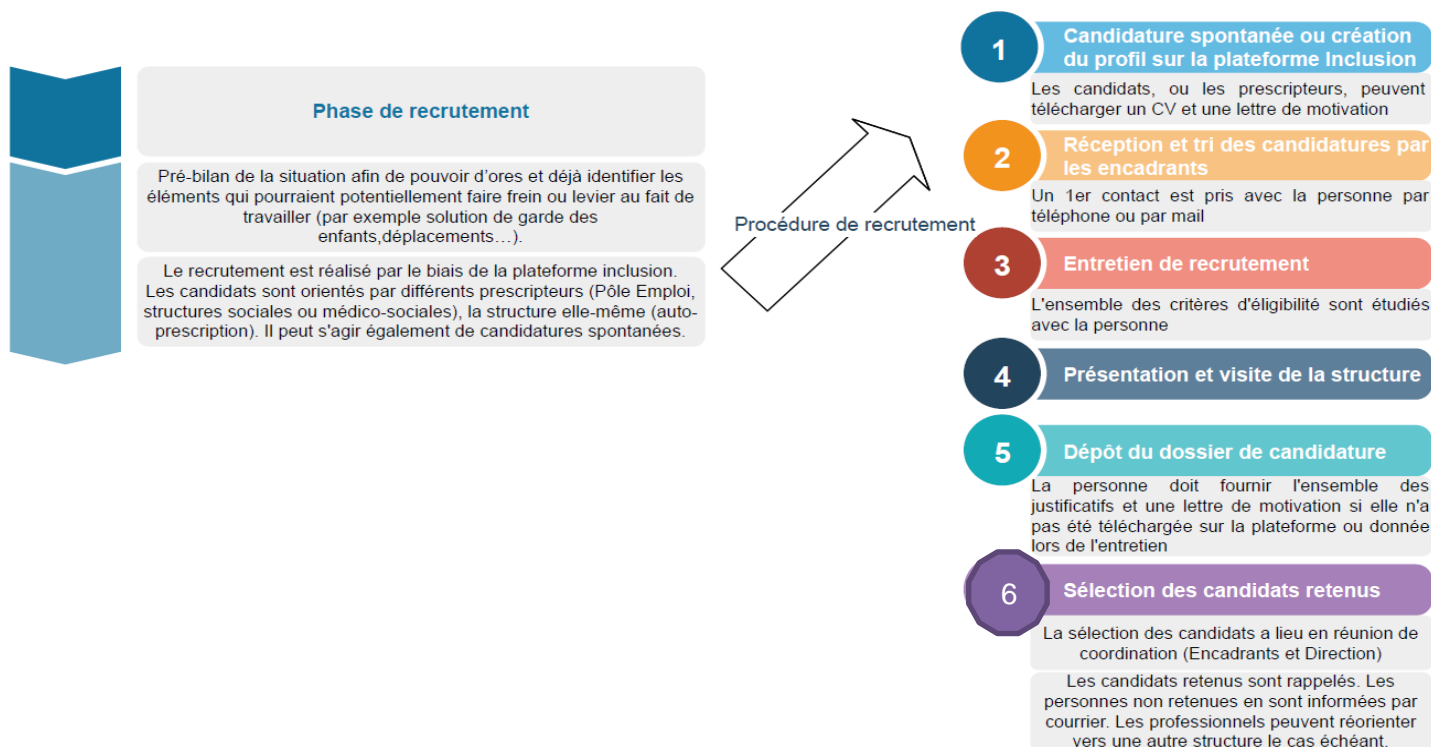 Phase de recrutement
Pré-bilan de la situation afin de pouvoir d'ores et déjà identifier les
éléments qui pourraient potentiellement faire frein ou levier au fait de
travailler (par exemple solution de garde des
enfants,déplacements…).
Le recrutement est réalisé par le biais de la plateforme inclusion.
Les candidats sont orientés par différents prescripteurs (Pôle Emploi,
structures sociales ou médico-sociales), la structure elle-même (auto-
prescription). Il peut s'agir également de candidatures spontanées.
Procédure de recrutement
1
Candidature spontanée ou création
du profil sur la plateforme Inclusion
Les candidats, ou les prescripteurs, peuvent
télécharger un CV et une lettre de motivation
2
Réception et tri des candidatures par
les encadrants
Un 1er contact est pris avec la personne par
téléphone ou par mail
3
Entretien de recrutement
L'ensemble des critères d'éligibilité sont étudiés
avec la personne
4
Présentation et visite de la structure
5
Dépôt du dossier de candidature
La personne doit fournir l'ensemble des
justificatifs et une lettre de motivation si elle n'a
pas été téléchargée sur la plateforme ou donnée
lors de l'entretien
6
Sélection des candidats retenus
La sélection des candidats a lieu en réunion de
coordination (Encadrants et Direction)
Les candidats retenus sont rappelés. Les
personnes non retenues en sont informées par
courrier. Les professionnels peuvent réorienter
vers une autre structure le cas échéant.